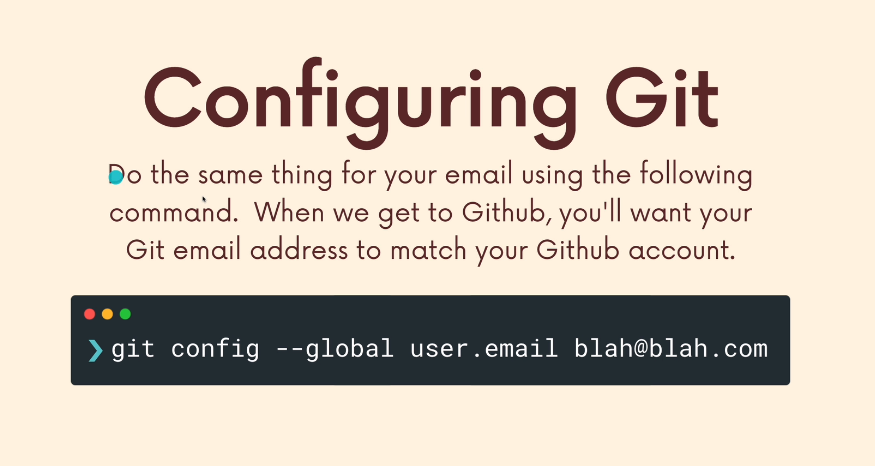 Configuring Git
Do the same thing for your email using the following
command.  When we get to Github, you'll want your
Git email address to match your Github account.
❯ git config --global user.email blah@blah.com